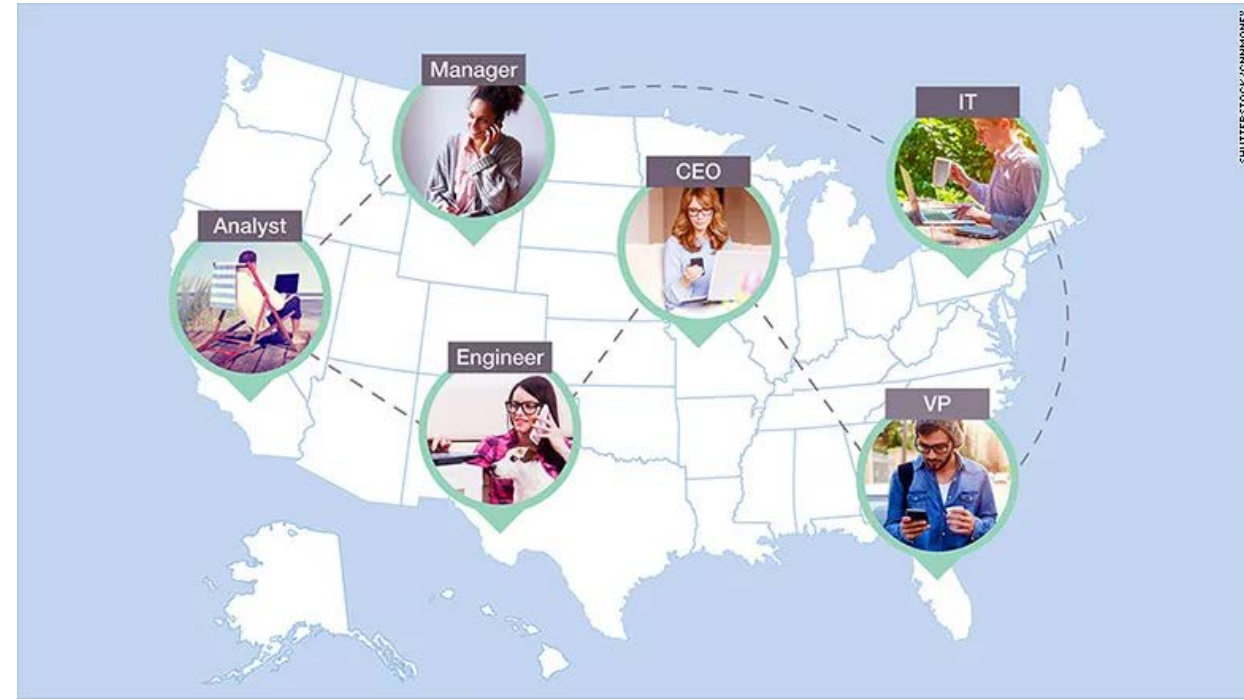 Manager
IT
CEO
Analyst
Engineer
VP
SHUTTERSTOCK/CNNMONEY